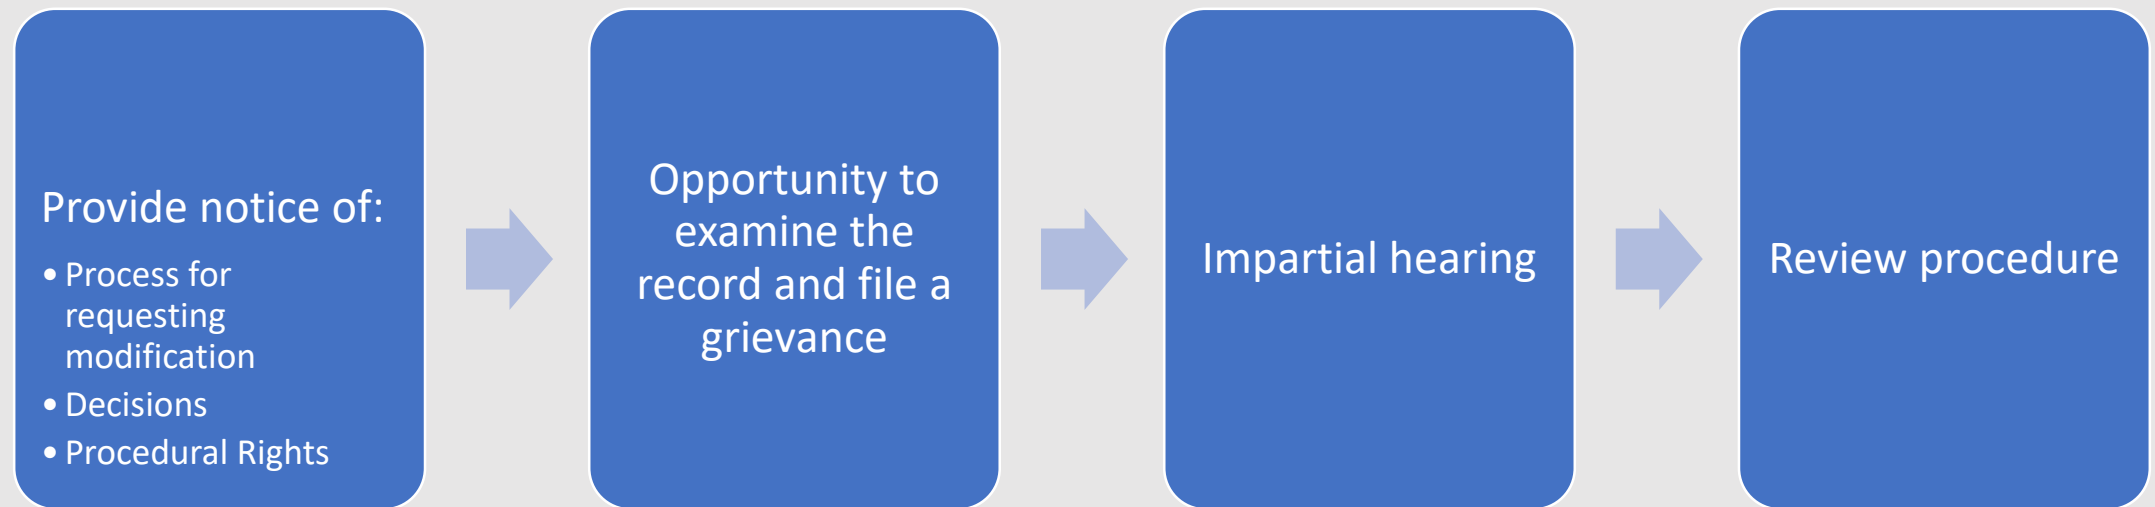 Provide notice of:
• Process for
requesting
modification
• Decisions
• Procedural Rights
Opportunity to
examine the
record and file a
grievance
Impartial hearing
Review procedure